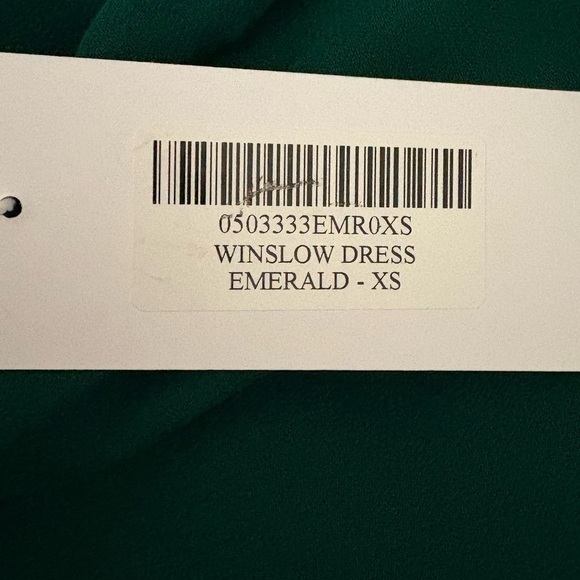 0503333EMR0XS
WINSLOW DRESS
EMERALD - XS